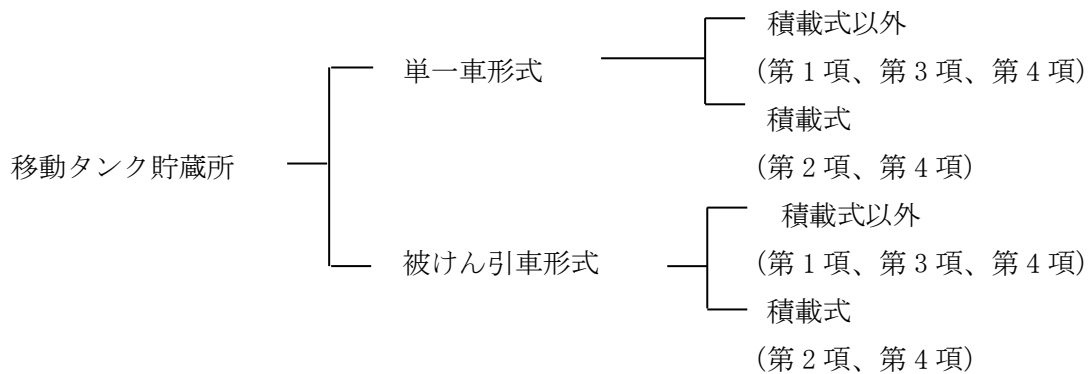 移動タンク貯蔵所
単一車形式
積載式以外
(第1項、第3項、第4項)
積載式
(第2項、第4項)
被けん引車形式
積載式以外
(第1項、第3項、第4項)
積載式
(第2項、第4項)